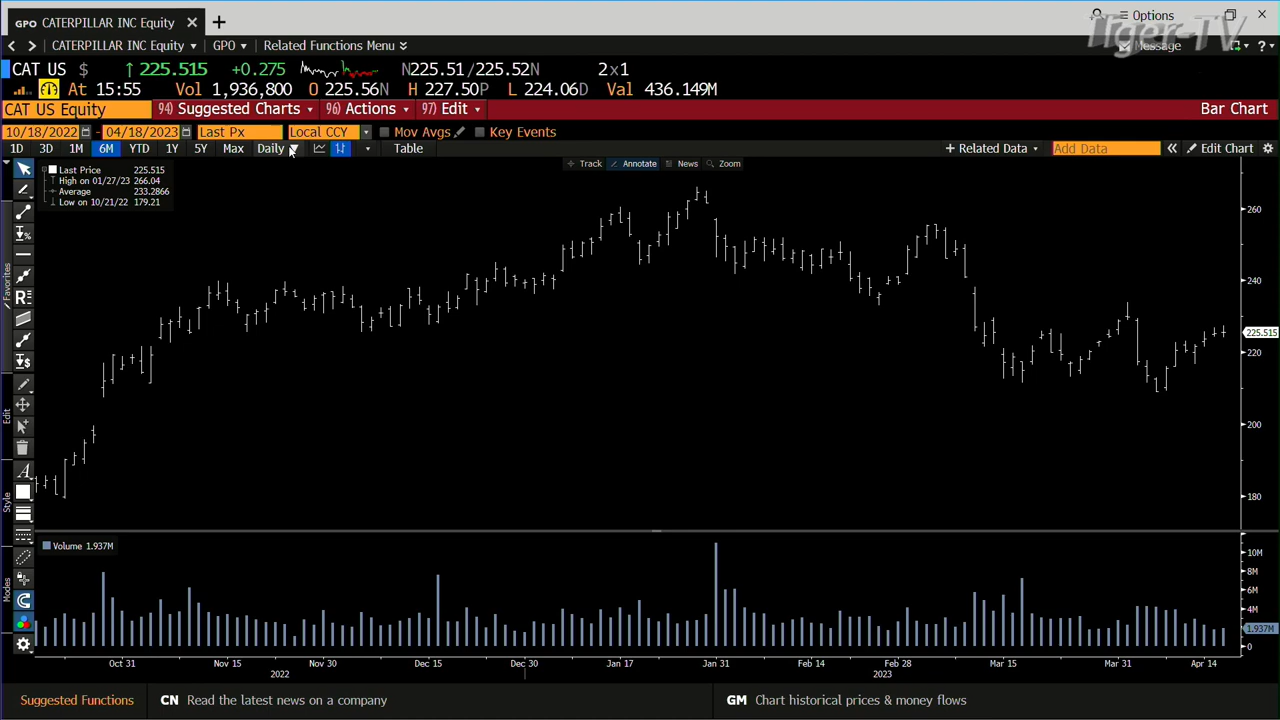 GPO CATERPILLAR INC Equity × +
Options
Tiger-TV
< > CATERPILLAR INC Equity ▾ GPO ▾ Related Functions Menu Message ?
CAT US $ ↑ 225.515 +0.275 N225.51/225.52N 2×1
At 15:55 Vol 1,936,800 O 225.56N H 227.50P L 224.06D Val 436.149M
CAT US Equity 94) Suggested Charts 96) Actions 97) Edit Bar Chart
10/18/2022 - 04/18/2023 Last Px Local CCY Mov Avgs Key Events
1D 3D 1M 6M YTD 1Y 5Y Max Daily Table + Related Data Add Data « Edit Chart
+ Track Annotate News Zoom
Last Price 225.515
High on 01/27/23 266.04
Average 233.2866
Low on 10/21/22 179.21
Favorites
Edit
Style
Modes
R
A
260
240
225.515
220
200
180
Volume 1.937M
10M
8M
6M
4M
1.937M
0
Oct 31 Nov 15 Nov 30 Dec 15 Dec 30 Jan 17 Jan 31 Feb 14 Feb 28 Mar 15 Mar 31 Apr 14
2022 2023
Suggested Functions CN Read the latest news on a company GM Chart historical prices & money flows